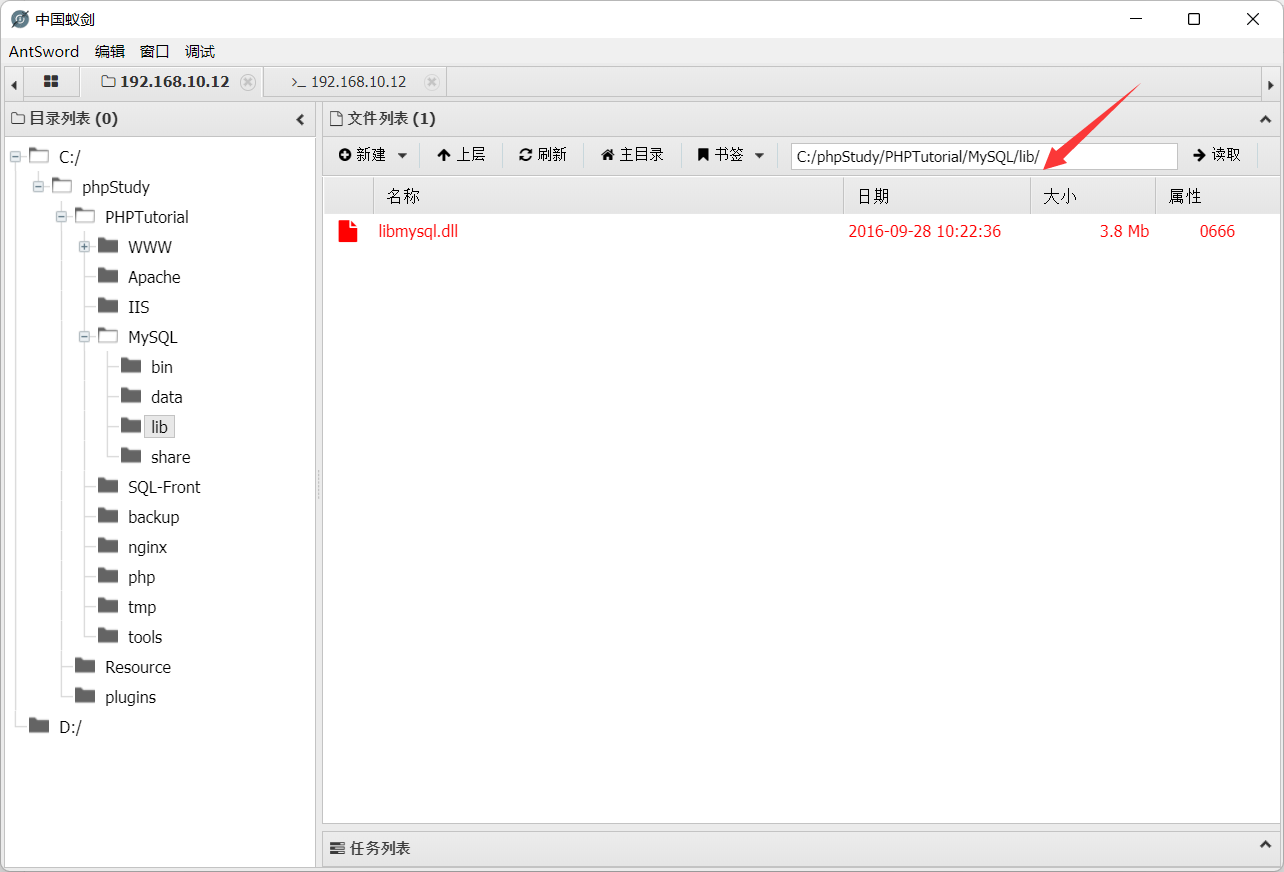 中国蚁剑
AntSword 编辑 窗口 调试
192.168.10.12 >_ 192.168.10.12
目录列表 (0)
C:/
phpStudy
PHPTutorial
WWW
Apache
IIS
MySQL
bin
data
lib
share
SQL-Front
backup
nginx
php
tmp
tools
Resource
plugins
D:/
文件列表 (1)
新建 上层 刷新 主目录 书签 C:/phpStudy/PHPTutorial/MySQL/lib/ 读取
名称 日期 大小 属性
libmysql.dll 2016-09-28 10:22:36 3.8 Mb 0666
任务列表